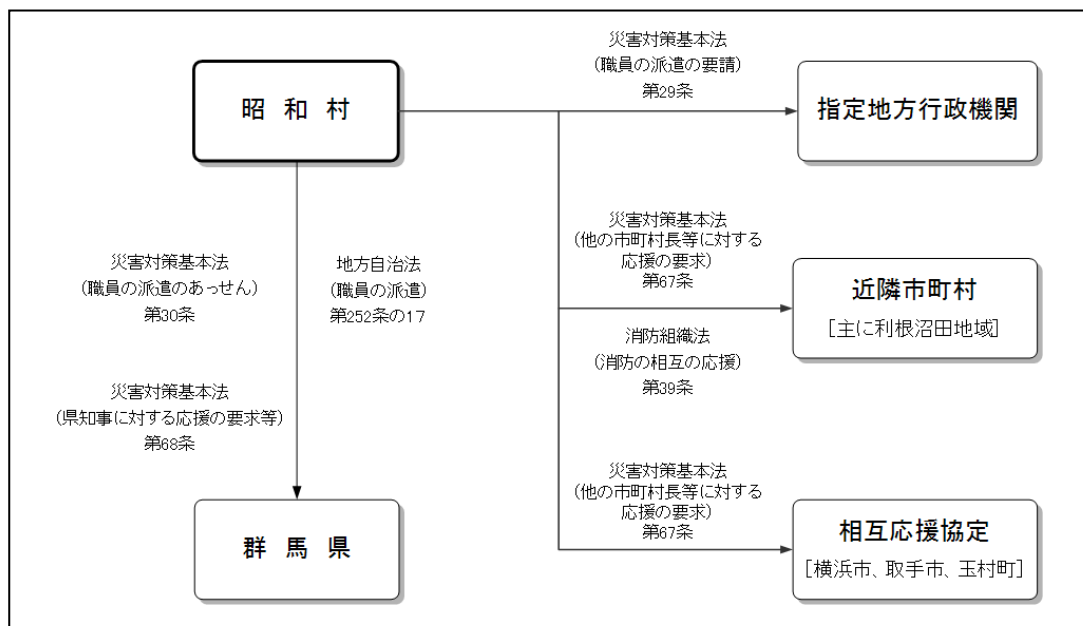 災害対策基本法
(職員の派遣の要請)
第29条
昭 和 村
指定地方行政機関
災害対策基本法
(職員の派遣のあっせん)
第30条
地方自治法
(職員の派遣)
第252条の17
災害対策基本法
(他の市町村長等に対する
応援の要求)
第67条
近隣市町村
[主に利根沼田地域]
消防組織法
(消防の相互の応援)
第39条
災害対策基本法
(県知事に対する応援の要求等)
第68条
災害対策基本法
(他の市町村長等に対する
応援の要求)
第67条
群 馬 県
相互応援協定
[横浜市、取手市、玉村町]